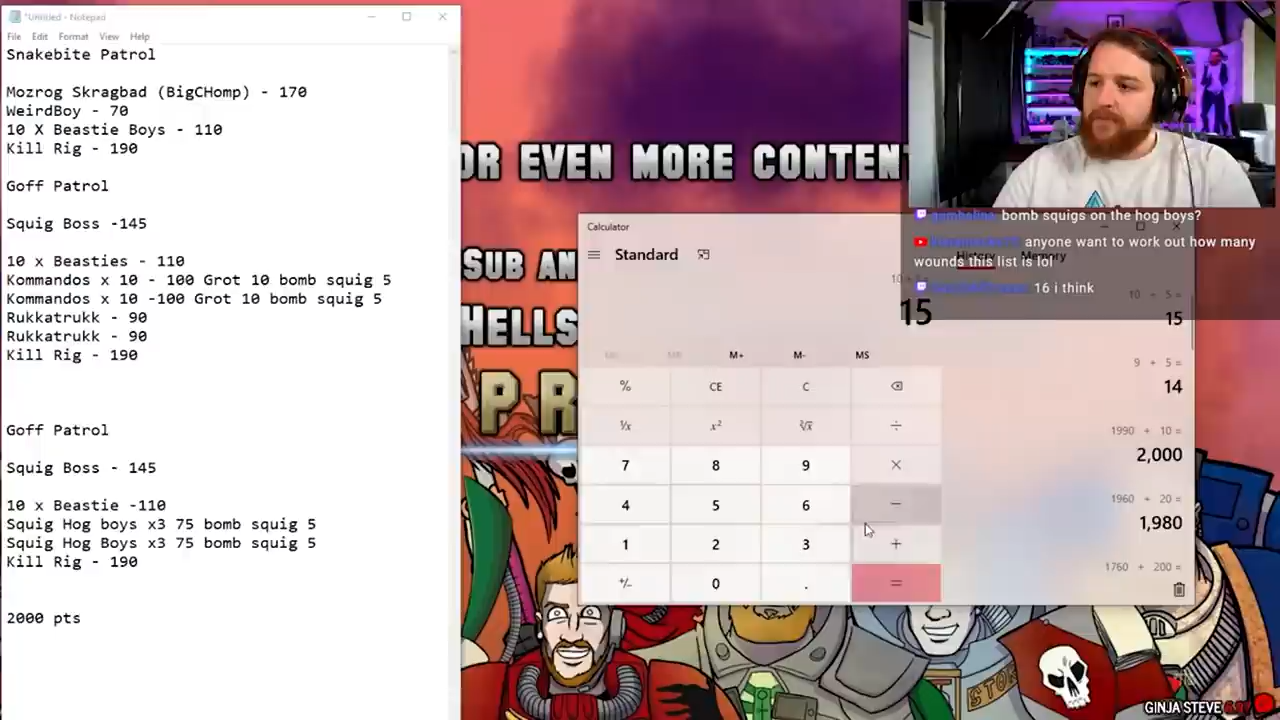 *Untitled - Notepad
File Edit Format View Help
Snakebite Patrol
Mozrog Skragbad (BigCHomp) - 170
WeirdBoy - 70
10 X Beastie Boys - 110
Kill Rig - 190
Goff Patrol
Squig Boss -145
10 x Beasties - 110
Kommandos x 10 - 100 Grot 10 bomb squig 5
Kommandos x 10 -100 Grot 10 bomb squig 5
Rukkatrukk - 90
Rukkatrukk - 90
Kill Rig - 190
Goff Patrol
Squig Boss - 145
10 x Beastie -110
Squig Hog boys x3 75 bomb squig 5
Squig Hog Boys x3 75 bomb squig 5
Kill Rig - 190
2000 pts
OR EVEN MORE CONTENT
SUB AN
HELLS
PR
Calculator
Standard
15
M+ M- MS
% CE C
7 8 9 ×
4 5 6 −
1 2 3 +
+/- 0 . =
History Memory
10 + 5 =
15
9 + 5 =
14
1990 + 10 =
2,000
1960 + 20 =
1,980
1760 + 200 =
bomb squigs on the hog boys?
anyone want to work out how many
wounds this list is lol
16 i think
STOR
GINJA STEVE